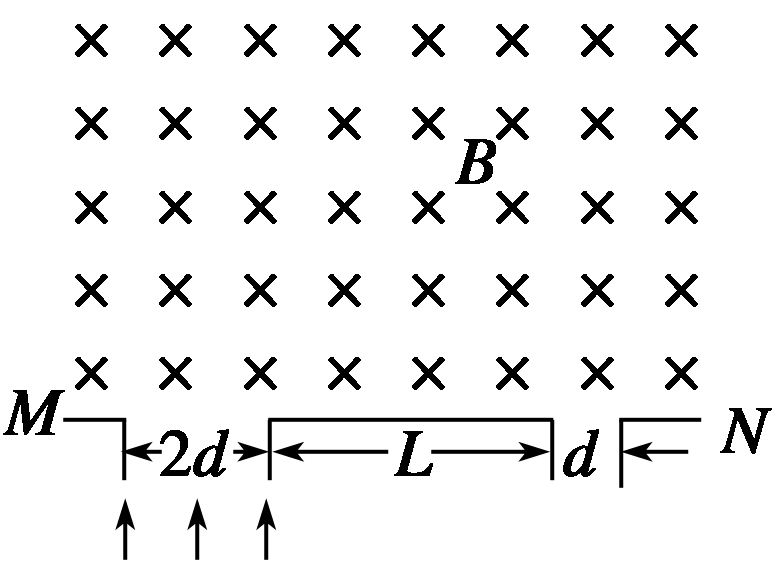 × × × × × × × ×
× × × × × × × ×
B
× × × × × × × ×
× × × × × × × ×
× × × × × × × ×
M 2d L d N